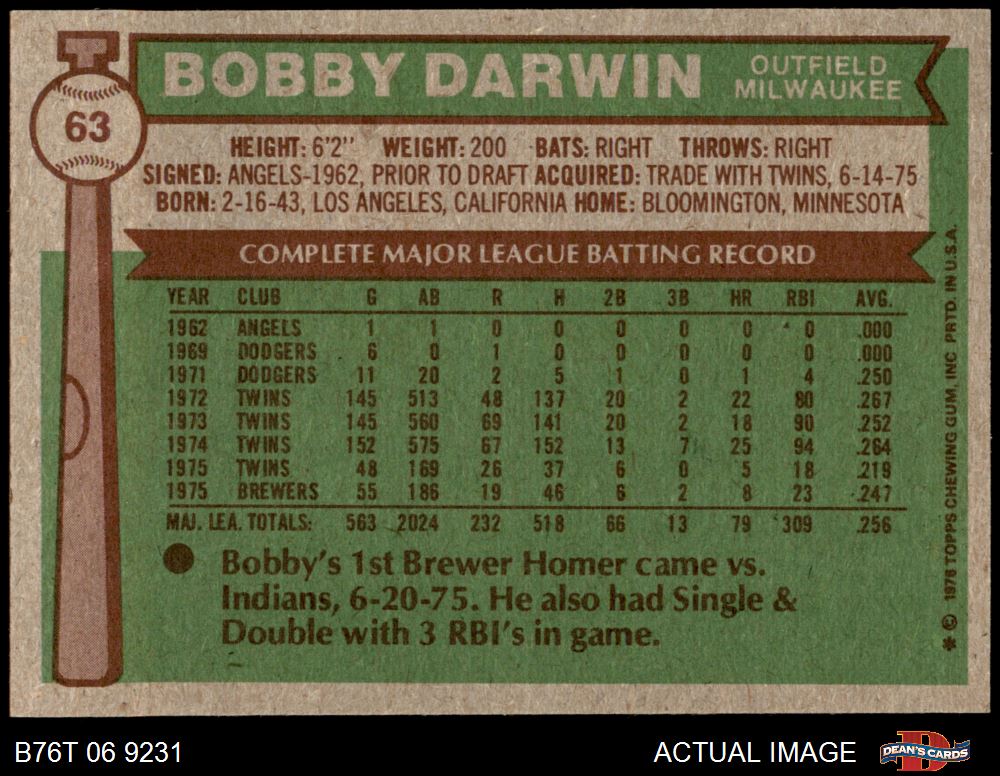 BOBBY DARWIN
OUTFIELD
MILWAUKEE
63
HEIGHT: 6'2" WEIGHT: 200 BATS: RIGHT THROWS: RIGHT
SIGNED: ANGELS-1962, PRIOR TO DRAFT ACQUIRED: TRADE WITH TWINS, 6-14-75
BORN: 2-16-43, LOS ANGELES, CALIFORNIA HOME: BLOOMINGTON, MINNESOTA
COMPLETE MAJOR LEAGUE BATTING RECORD
YEAR CLUB G AB R H 2B 3B HR RBI AVG.
1962 ANGELS 1 1 0 0 0 0 0 0 .000
1969 DODGERS 6 0 1 0 0 0 0 0 .000
1971 DODGERS 11 20 2 5 1 0 1 4 .250
1972 TWINS 145 513 48 137 20 2 22 80 .267
1973 TWINS 145 560 69 141 20 2 18 90 .252
1974 TWINS 152 575 67 152 13 7 25 94 .264
1975 TWINS 48 169 26 37 6 0 5 18 .219
1975 BREWERS 55 186 19 46 6 2 8 23 .247
MAJ. LEA. TOTALS: 563 2024 232 518 66 13 79 309 .256
Bobby's 1st Brewer Homer came vs.
Indians, 6-20-75. He also had Single &
Double with 3 RBI's in game.
* © 1976 TOPPS CHEWING GUM, INC PRTD. IN U.S.A.
B76T 06 9231
ACTUAL IMAGE
DEAN'S CARDS